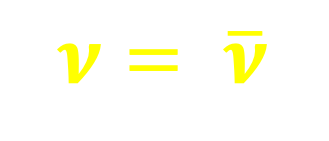 ν = ν̄